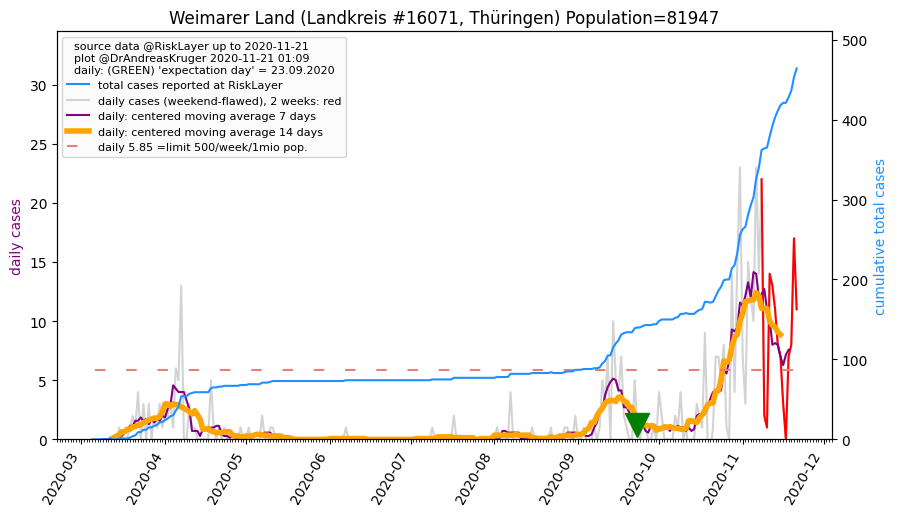 Weimarer Land (Landkreis #16071, Thüringen) Population=81947
source data @RiskLayer up to 2020-11-21
plot @DrAndreasKruger 2020-11-21 01:09
daily: (GREEN) 'expectation day' = 23.09.2020
total cases reported at RiskLayer
daily cases (weekend-flawed), 2 weeks: red
daily: centered moving average 7 days
daily: centered moving average 14 days
daily 5.85 =limit 500/week/1mio pop.
daily cases
30
25
20
15
10
5
0
500
400
300
200
100
0
cumulative total cases
2020-03
2020-04
2020-05
2020-06
2020-07
2020-08
2020-09
2020-10
2020-11
2020-12